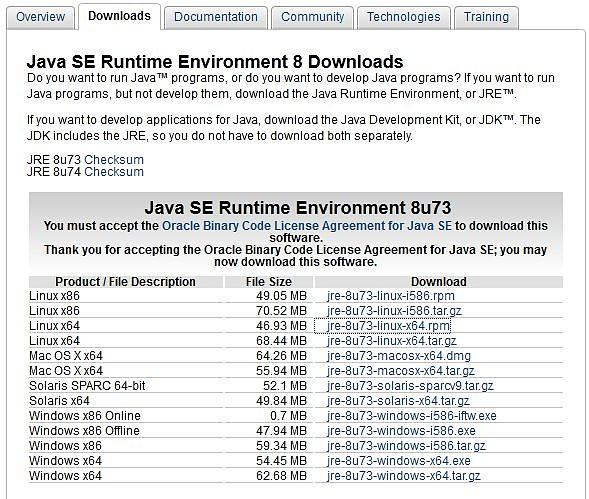 Overview Downloads Documentation Community Technologies Training
Java SE Runtime Environment 8 Downloads
Do you want to run Java™ programs, or do you want to develop Java programs? If you want to run
Java programs, but not develop them, download the Java Runtime Environment, or JRE™.
If you want to develop applications for Java, download the Java Development Kit, or JDK™. The
JDK includes the JRE, so you do not have to download both separately.
JRE 8u73 Checksum
JRE 8u74 Checksum
Java SE Runtime Environment 8u73
You must accept the Oracle Binary Code License Agreement for Java SE to download this
software.
Thank you for accepting the Oracle Binary Code License Agreement for Java SE; you may
now download this software.
Product / File Description File Size Download
Linux x86 49.05 MB jre-8u73-linux-i586.rpm
Linux x86 70.52 MB jre-8u73-linux-i586.tar.gz
Linux x64 46.93 MB jre-8u73-linux-x64.rpm
Linux x64 68.44 MB jre-8u73-linux-x64.tar.gz
Mac OS X x64 64.26 MB jre-8u73-macosx-x64.dmg
Mac OS X x64 55.94 MB jre-8u73-macosx-x64.tar.gz
Solaris SPARC 64-bit 52.1 MB jre-8u73-solaris-sparcv9.tar.gz
Solaris x64 49.84 MB jre-8u73-solaris-x64.tar.gz
Windows x86 Online 0.7 MB jre-8u73-windows-i586-iftw.exe
Windows x86 Offline 47.94 MB jre-8u73-windows-i586.exe
Windows x86 59.34 MB jre-8u73-windows-i586.tar.gz
Windows x64 54.45 MB jre-8u73-windows-x64.exe
Windows x64 62.68 MB jre-8u73-windows-x64.tar.gz